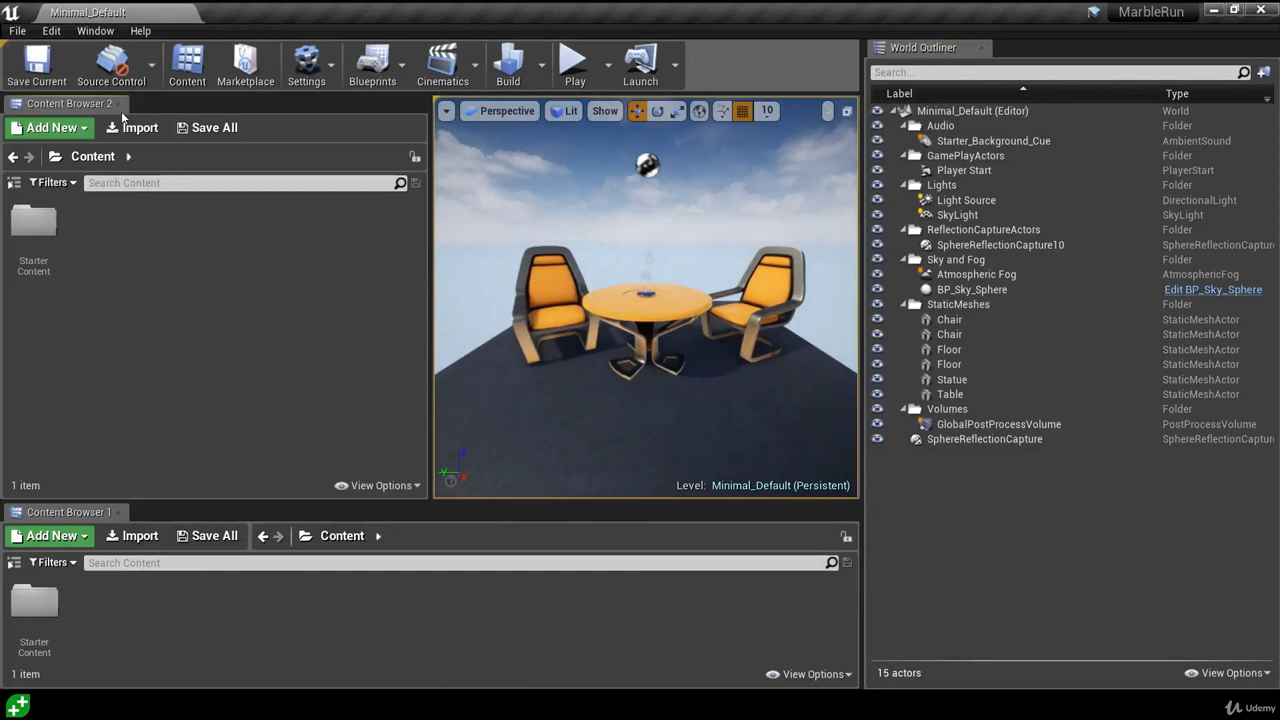 Minimal_Default
MarbleRun
File Edit Window Help
Save Current
Source Control
Content
Marketplace
Settings
Blueprints
Cinematics
Build
Play
Launch
Content Browser 2
Add New
Import
Save All
Content
Filters
Search Content
Starter
Content
1 item
View Options
Perspective
Lit
Show
10
Level: Minimal_Default (Persistent)
Content Browser 1
Add New
Import
Save All
Content
Filters
Search Content
Starter
Content
1 item
View Options
World Outliner
Search...
Label Type
Minimal_Default (Editor) World
Audio Folder
Starter_Background_Cue AmbientSound
GamePlayActors Folder
Player Start PlayerStart
Lights Folder
Light Source DirectionalLight
SkyLight SkyLight
ReflectionCaptureActors Folder
SphereReflectionCapture10 SphereReflectionCaptur
Sky and Fog Folder
Atmospheric Fog AtmosphericFog
BP_Sky_Sphere Edit BP_Sky_Sphere
StaticMeshes Folder
Chair StaticMeshActor
Chair StaticMeshActor
Floor StaticMeshActor
Floor StaticMeshActor
Statue StaticMeshActor
Table StaticMeshActor
Volumes Folder
GlobalPostProcessVolume PostProcessVolume
SphereReflectionCapture SphereReflectionCaptur
15 actors
View Options
Udemy